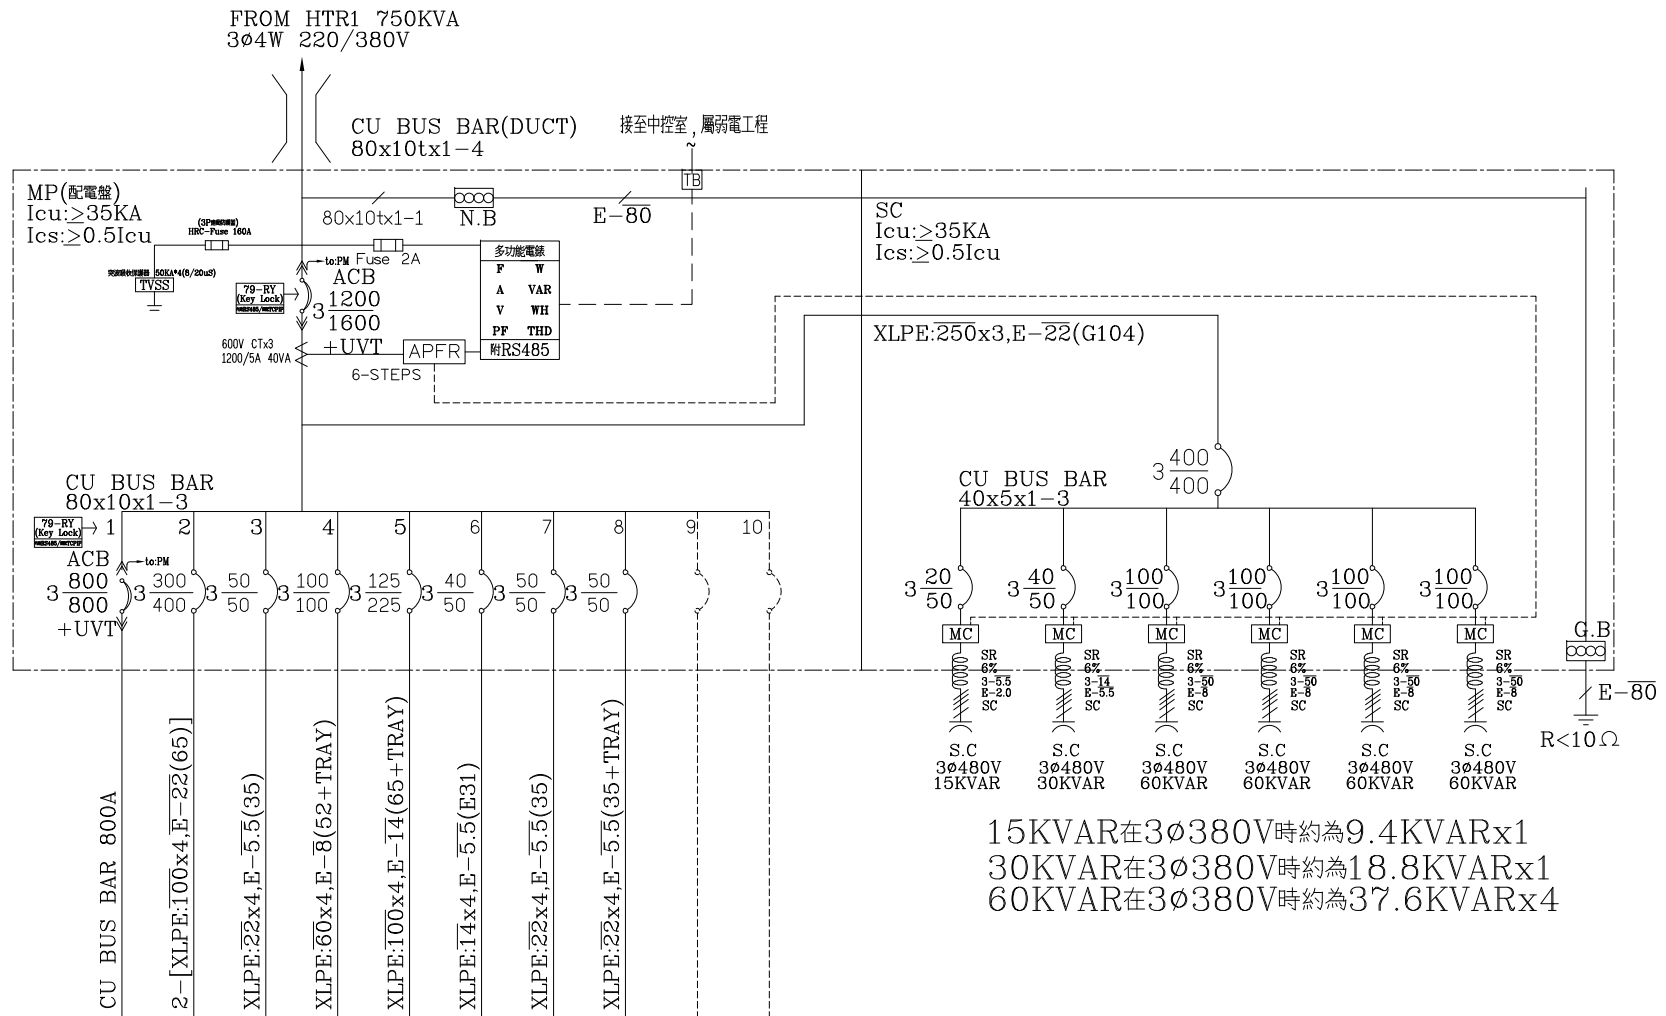 FROM HTR1 750KVA
3ø4W 220/380V
CU BUS BAR(DUCT)
80x10tx1-4
接至中控室,屬弱電工程
~
TB
MP(配電盤)
Icu:≥35KA
Ics:≥0.5Icu
HRC-Fuse 160A
50KA*4(8/20uS)
TVSS
80x10tx1-1
N.B
E-80
Fuse 2A
to:PM
ACB
3 1200
1600
+UVT
79-RY
(Key Lock)
600V CTx3
1200/5A 40VA
APFR
6-STEPS
多功能電錶
F W
A VAR
V WH
PF THD
附RS485
SC
Icu:≥35KA
Ics:≥0.5Icu
XLPE:250x3,E-22(G104)
CU BUS BAR
80x10x1-3
79-RY
(Key Lock)
1 2 3 4 5 6 7 8 9 10
ACB
to:PM
3 800
800
+UVT
3 300
400
3 50
50
3 100
100
3 125
225
3 40
50
3 50
50
3 50
50
CU BUS BAR 800A
2-[XLPE:100x4,E-22(65)]
XLPE:22x4,E-5.5(35)
XLPE:60x4,E-8(52+TRAY)
XLPE:100x4,E-14(65+TRAY)
XLPE:14x4,E-5.5(E31)
XLPE:22x4,E-5.5(35)
XLPE:22x4,E-5.5(35+TRAY)
3 400
400
CU BUS BAR
40x5x1-3
3 20
50
3 40
50
3 100
100
3 100
100
3 100
100
3 100
100
MC MC MC MC MC MC
SR
6%
3-5.5
E-2.0
SC
SR
6%
3-14
E-5.5
SC
SR
6%
3-50
E-8
SC
SR
6%
3-50
E-8
SC
SR
6%
3-50
E-8
SC
SR
6%
3-50
E-8
SC
S.C
3ø480V
15KVAR
S.C
3ø480V
30KVAR
S.C
3ø480V
60KVAR
S.C
3ø480V
60KVAR
S.C
3ø480V
60KVAR
S.C
3ø480V
60KVAR
G.B
E-80
R<10Ω
15KVAR在3ø380V時約為9.4KVARx1
30KVAR在3ø380V時約為18.8KVARx1
60KVAR在3ø380V時約為37.6KVARx4